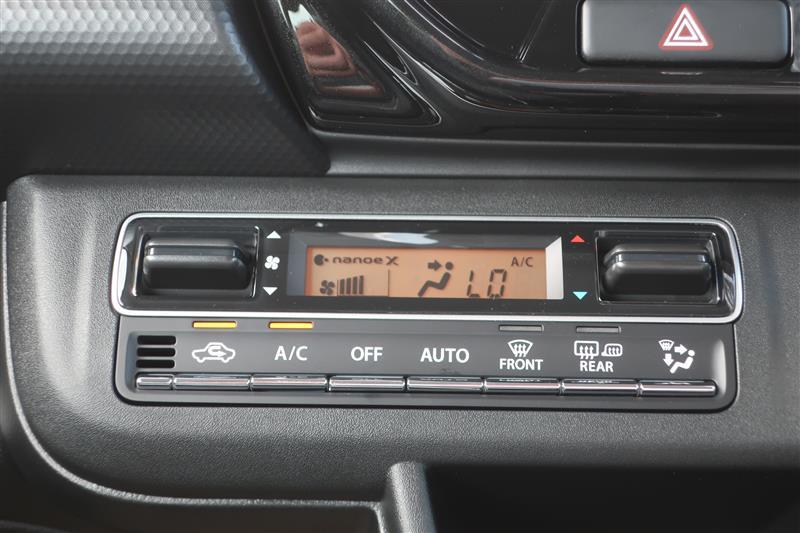 nanoe X
A/C
LO
A/C
OFF
AUTO
FRONT
REAR